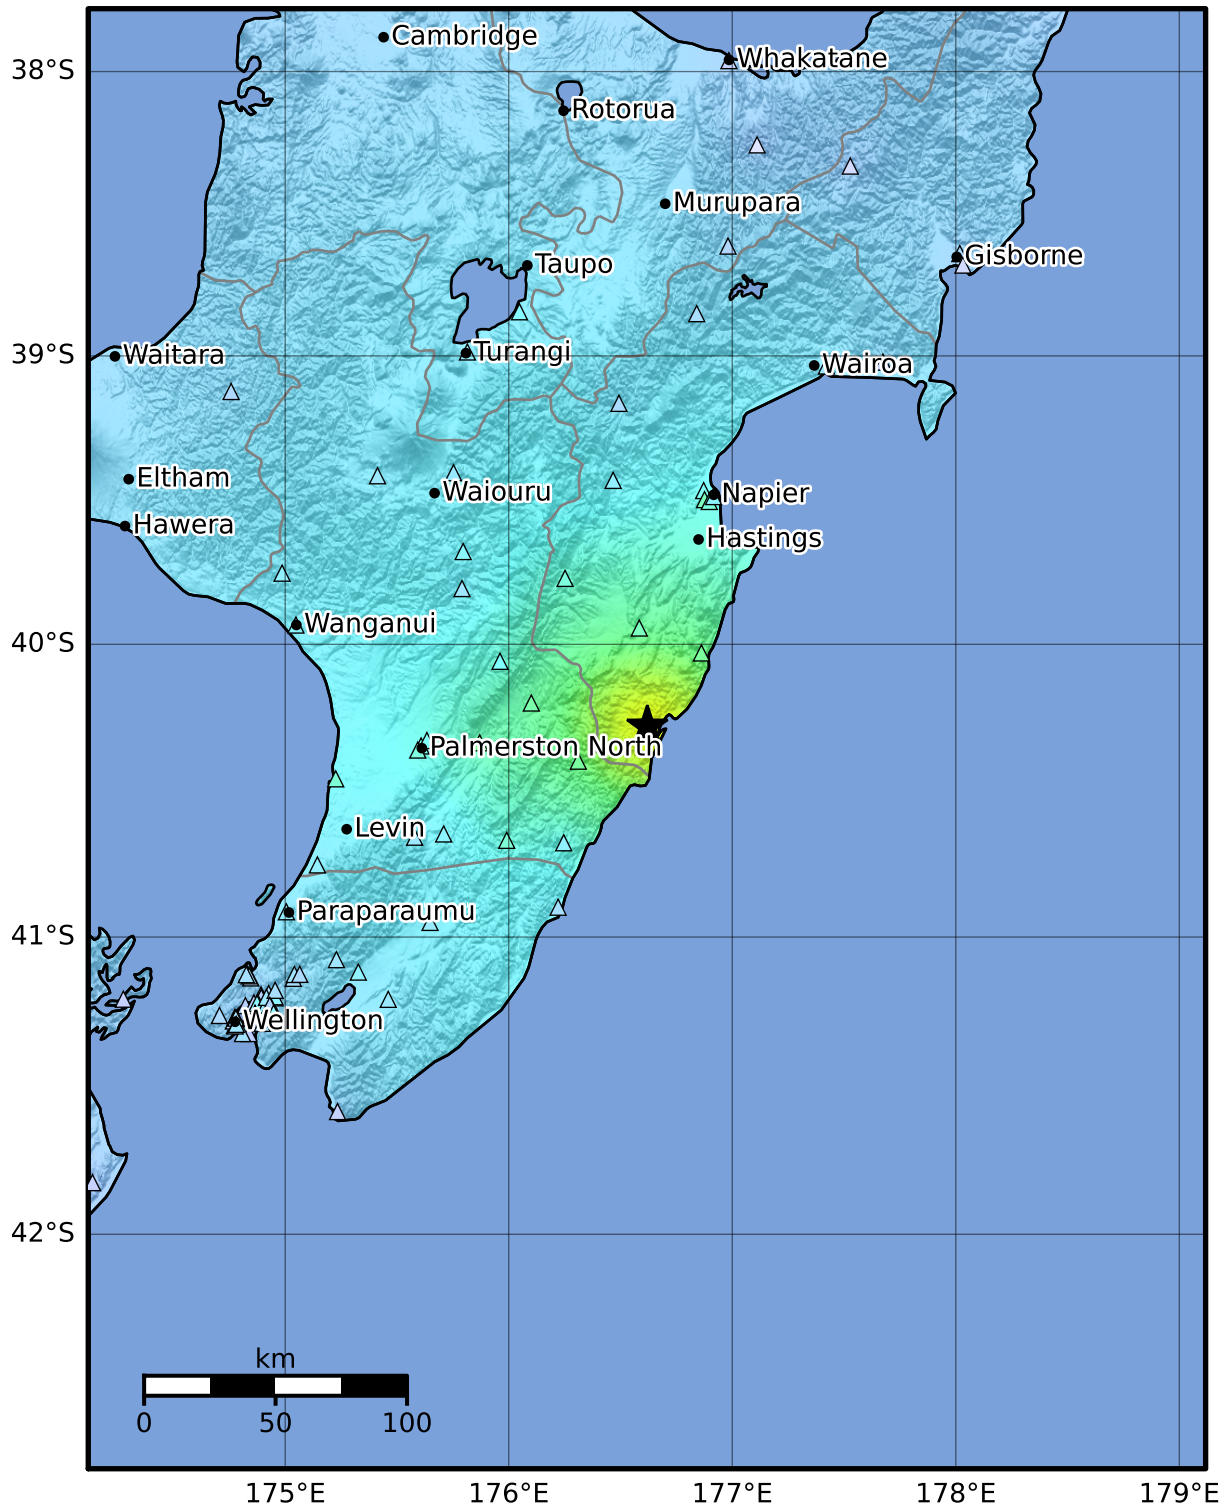 Cambridge
Whakatane
38°S
Rotorua
Murupara
Gisborne
Taupo
Turangi
39°S
Waitara
Wairoa
Eltham
Waiouru
Napier
Hawera
Hastings
Wanganui
40°S
Palmerston North
Levin
Paraparaumu
41°S
Wellington
42°S
km
0 50 100
175°E 176°E 177°E 178°E 179°E